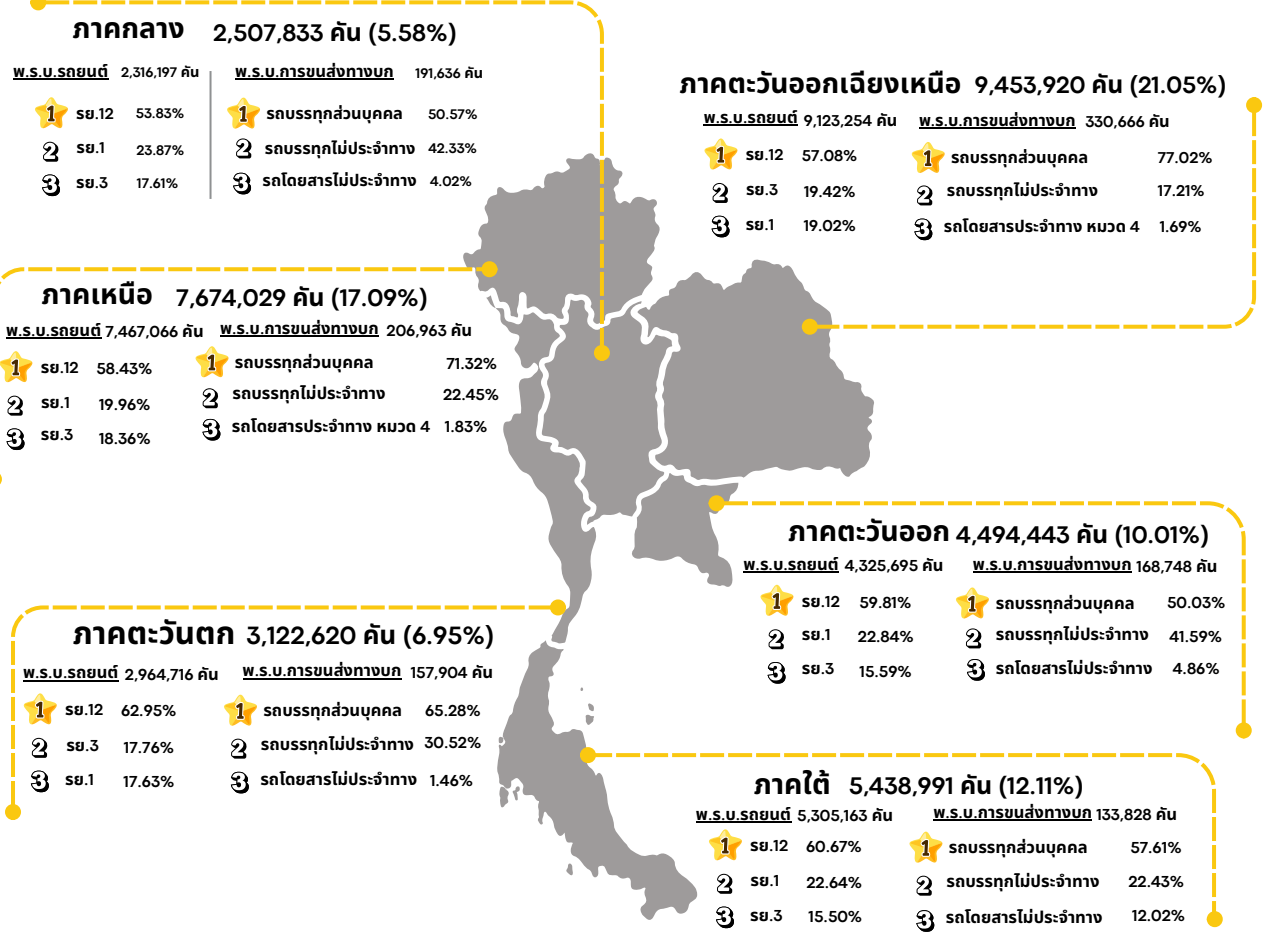 ภาคกลาง 2,507,833 คัน (5.58%)
พ.ร.บ.รถยนต์ 2,316,197 คัน
1 รย.12 53.83%
2 รย.1 23.87%
3 รย.3 17.61%
พ.ร.บ.การขนส่งทางบก 191,636 คัน
1 รถบรรทุกส่วนบุคคล 50.57%
2 รถบรรทุกไม่ประจำทาง 42.33%
3 รถโดยสารไม่ประจำทาง 4.02%
ภาคตะวันออกเฉียงเหนือ 9,453,920 คัน (21.05%)
พ.ร.บ.รถยนต์ 9,123,254 คัน
1 รย.12 57.08%
2 รย.3 19.42%
3 รย.1 19.02%
พ.ร.บ.การขนส่งทางบก 330,666 คัน
1 รถบรรทุกส่วนบุคคล 77.02%
2 รถบรรทุกไม่ประจำทาง 17.21%
3 รถโดยสารประจำทาง หมวด 4 1.69%
ภาคเหนือ 7,674,029 คัน (17.09%)
พ.ร.บ.รถยนต์ 7,467,066 คัน
1 รย.12 58.43%
2 รย.1 19.96%
3 รย.3 18.36%
พ.ร.บ.การขนส่งทางบก 206,963 คัน
1 รถบรรทุกส่วนบุคคล 71.32%
2 รถบรรทุกไม่ประจำทาง 22.45%
3 รถโดยสารประจำทาง หมวด 4 1.83%
ภาคตะวันออก 4,494,443 คัน (10.01%)
พ.ร.บ.รถยนต์ 4,325,695 คัน
1 รย.12 59.81%
2 รย.1 22.84%
3 รย.3 15.59%
พ.ร.บ.การขนส่งทางบก 168,748 คัน
1 รถบรรทุกส่วนบุคคล 50.03%
2 รถบรรทุกไม่ประจำทาง 41.59%
3 รถโดยสารไม่ประจำทาง 4.86%
ภาคตะวันตก 3,122,620 คัน (6.95%)
พ.ร.บ.รถยนต์ 2,964,716 คัน
1 รย.12 62.95%
2 รย.3 17.76%
3 รย.1 17.63%
พ.ร.บ.การขนส่งทางบก 157,904 คัน
1 รถบรรทุกส่วนบุคคล 65.28%
2 รถบรรทุกไม่ประจำทาง 30.52%
3 รถโดยสารไม่ประจำทาง 1.46%
ภาคใต้ 5,438,991 คัน (12.11%)
พ.ร.บ.รถยนต์ 5,305,163 คัน
1 รย.12 60.67%
2 รย.1 22.64%
3 รย.3 15.50%
พ.ร.บ.การขนส่งทางบก 133,828 คัน
1 รถบรรทุกส่วนบุคคล 57.61%
2 รถบรรทุกไม่ประจำทาง 22.43%
3 รถโดยสารไม่ประจำทาง 12.02%